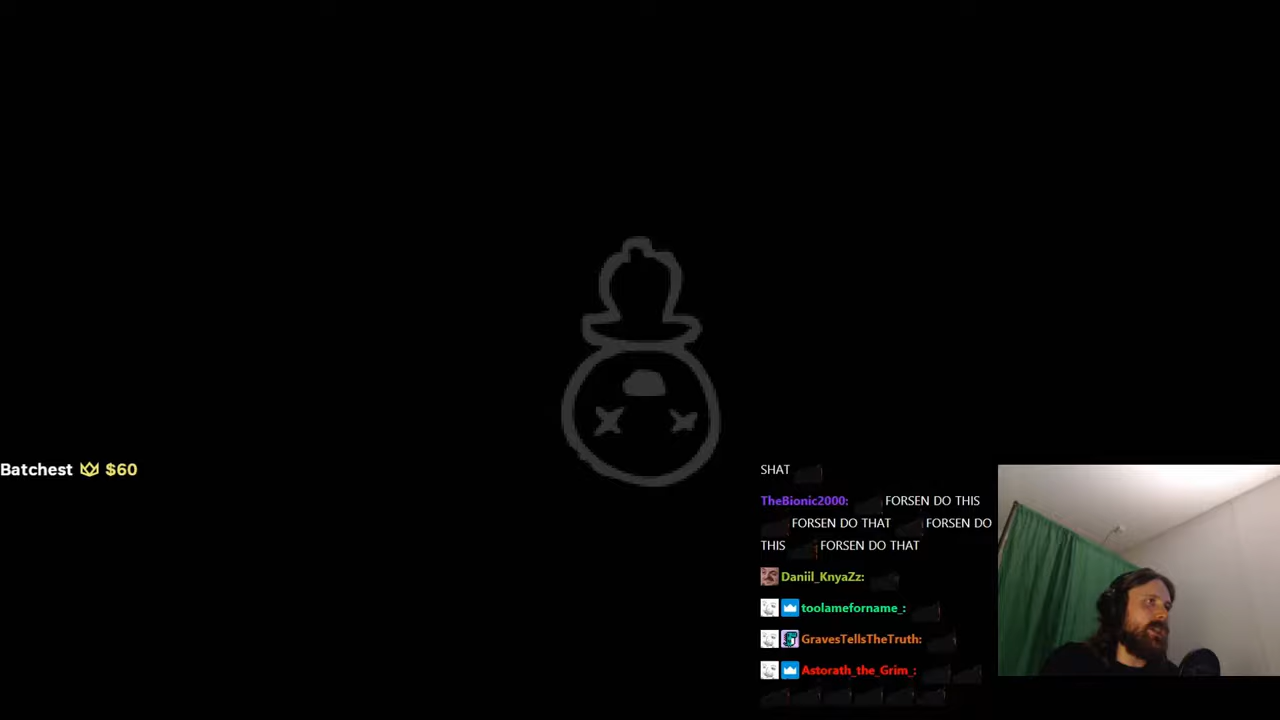 Batchest $60
SHAT
TheBionic2000: FORSEN DO THIS
FORSEN DO THAT FORSEN DO
THIS FORSEN DO THAT
Daniil_KnyaZz:
toolameforname_:
GravesTellsTheTruth:
Astorath_the_Grim_: